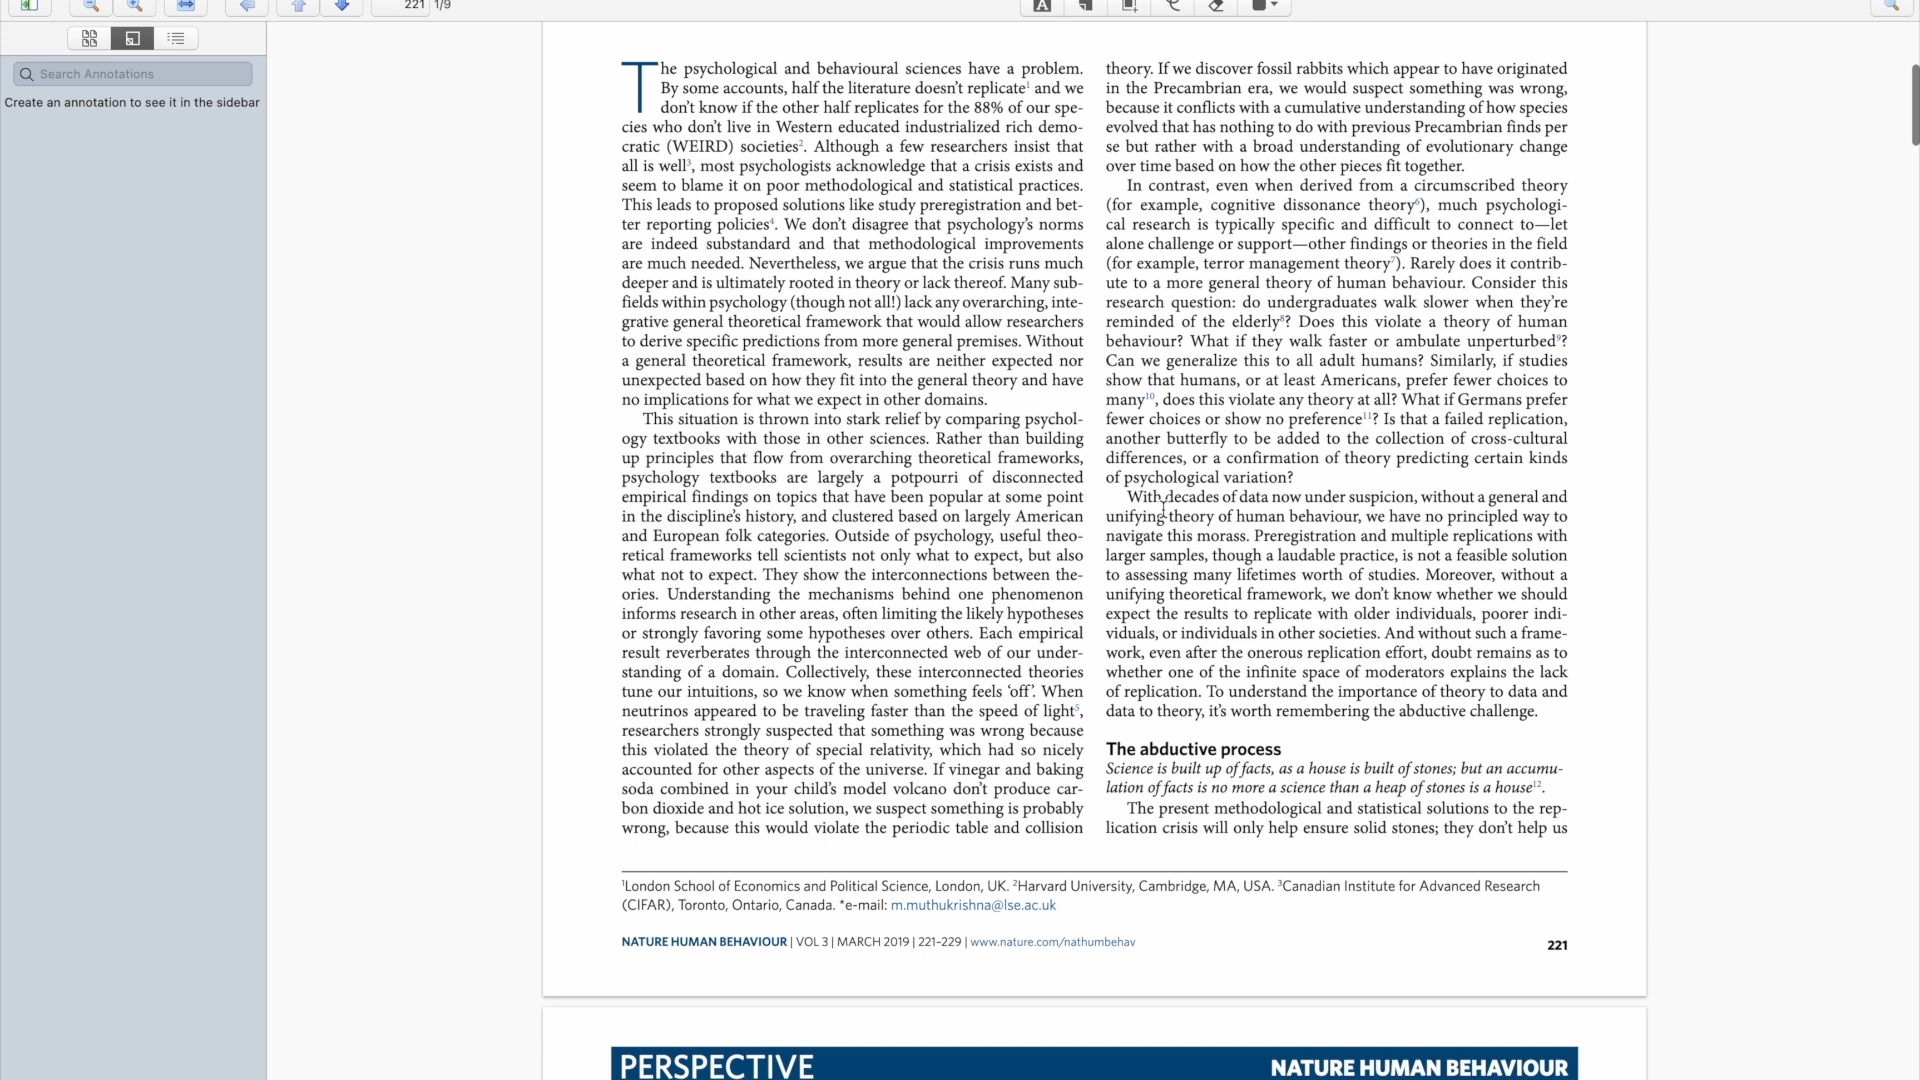 221 1/9
Search Annotations
Create an annotation to see it in the sidebar
The psychological and behavioural sciences have a problem.
By some accounts, half the literature doesn't replicate1 and we
don't know if the other half replicates for the 88% of our spe-
cies who don't live in Western educated industrialized rich demo-
cratic (WEIRD) societies2. Although a few researchers insist that
all is well3, most psychologists acknowledge that a crisis exists and
seem to blame it on poor methodological and statistical practices.
This leads to proposed solutions like study preregistration and bet-
ter reporting policies4. We don't disagree that psychology's norms
are indeed substandard and that methodological improvements
are much needed. Nevertheless, we argue that the crisis runs much
deeper and is ultimately rooted in theory or lack thereof. Many sub-
fields within psychology (though not all!) lack any overarching, inte-
grative general theoretical framework that would allow researchers
to derive specific predictions from more general premises. Without
a general theoretical framework, results are neither expected nor
unexpected based on how they fit into the general theory and have
no implications for what we expect in other domains.
This situation is thrown into stark relief by comparing psychol-
ogy textbooks with those in other sciences. Rather than building
up principles that flow from overarching theoretical frameworks,
psychology textbooks are largely a potpourri of disconnected
empirical findings on topics that have been popular at some point
in the discipline's history, and clustered based on largely American
and European folk categories. Outside of psychology, useful theo-
retical frameworks tell scientists not only what to expect, but also
what not to expect. They show the interconnections between the-
ories. Understanding the mechanisms behind one phenomenon
informs research in other areas, often limiting the likely hypotheses
or strongly favoring some hypotheses over others. Each empirical
result reverberates through the interconnected web of our under-
standing of a domain. Collectively, these interconnected theories
tune our intuitions, so we know when something feels 'off'. When
neutrinos appeared to be traveling faster than the speed of light5,
researchers strongly suspected that something was wrong because
this violated the theory of special relativity, which had so nicely
accounted for other aspects of the universe. If vinegar and baking
soda combined in your child's model volcano don't produce car-
bon dioxide and hot ice solution, we suspect something is probably
wrong, because this would violate the periodic table and collision
theory. If we discover fossil rabbits which appear to have originated
in the Precambrian era, we would suspect something was wrong,
because it conflicts with a cumulative understanding of how species
evolved that has nothing to do with previous Precambrian finds per
se but rather with a broad understanding of evolutionary change
over time based on how the other pieces fit together.
In contrast, even when derived from a circumscribed theory
(for example, cognitive dissonance theory6), much psychologi-
cal research is typically specific and difficult to connect to—let
alone challenge or support—other findings or theories in the field
(for example, terror management theory7). Rarely does it contrib-
ute to a more general theory of human behaviour. Consider this
research question: do undergraduates walk slower when they're
reminded of the elderly8? Does this violate a theory of human
behaviour? What if they walk faster or ambulate unperturbed9?
Can we generalize this to all adult humans? Similarly, if studies
show that humans, or at least Americans, prefer fewer choices to
many10, does this violate any theory at all? What if Germans prefer
fewer choices or show no preference11? Is that a failed replication,
another butterfly to be added to the collection of cross-cultural
differences, or a confirmation of theory predicting certain kinds
of psychological variation?
With decades of data now under suspicion, without a general and
unifying theory of human behaviour, we have no principled way to
navigate this morass. Preregistration and multiple replications with
larger samples, though a laudable practice, is not a feasible solution
to assessing many lifetimes worth of studies. Moreover, without a
unifying theoretical framework, we don't know whether we should
expect the results to replicate with older individuals, poorer indi-
viduals, or individuals in other societies. And without such a frame-
work, even after the onerous replication effort, doubt remains as to
whether one of the infinite space of moderators explains the lack
of replication. To understand the importance of theory to data and
data to theory, it's worth remembering the abductive challenge.
The abductive process
Science is built up of facts, as a house is built of stones; but an accumu-
lation of facts is no more a science than a heap of stones is a house12.
The present methodological and statistical solutions to the rep-
lication crisis will only help ensure solid stones; they don't help us
1London School of Economics and Political Science, London, UK. 2Harvard University, Cambridge, MA, USA. 3Canadian Institute for Advanced Research
(CIFAR), Toronto, Ontario, Canada. *e-mail: m.muthukrishna@lse.ac.uk
NATURE HUMAN BEHAVIOUR | VOL 3 | MARCH 2019 | 221–229 | www.nature.com/nathumbehav
221
PERSPECTIVE
NATURE HUMAN BEHAVIOUR